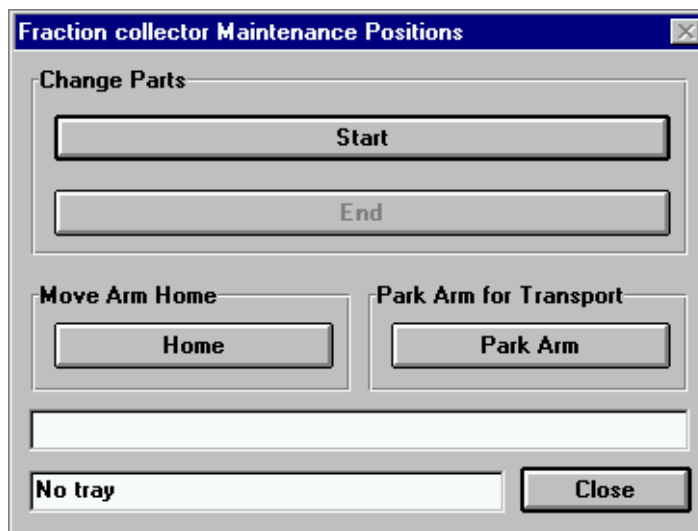 Fraction collector Maintenance Positions
Change Parts
Start
End
Move Arm Home
Park Arm for Transport
Home
Park Arm
No tray
Close